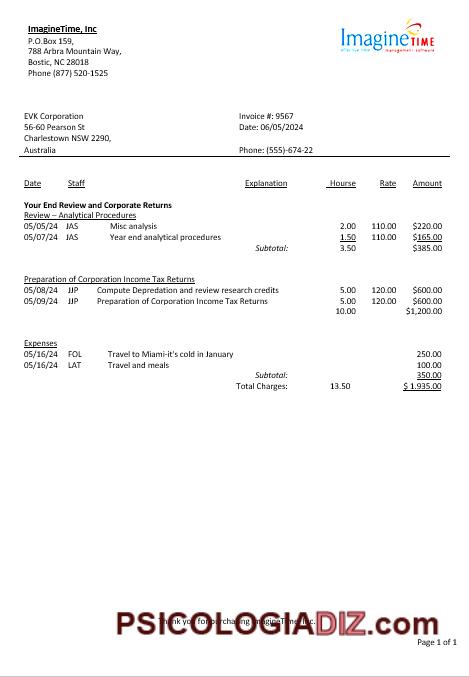 ImagineTime, Inc
P.O.Box 159,
788 Arbra Mountain Way,
Bostic, NC 28018
Phone (877) 520-1525
Imagine TIME
effective time management software
EVK Corporation
56-60 Pearson St
Charlestown NSW 2290,
Australia
Invoice #: 9567
Date: 06/05/2024
Phone: (555)-674-22
Date Staff Explanation Hourse Rate Amount
Your End Review and Corporate Returns
Review – Analytical Procedures
05/05/24 JAS Misc analysis 2.00 110.00 $220.00
05/07/24 JAS Year end analytical procedures 1.50 110.00 $165.00
Subtotal: 3.50 $385.00
Preparation of Corporation Income Tax Returns
05/08/24 JJP Compute Depredation and review research credits 5.00 120.00 $600.00
05/09/24 JJP Preparation of Corporation Income Tax Returns 5.00 120.00 $600.00
10.00 $1,200.00
Expenses
05/16/24 FOL Travel to Miami-it's cold in January 250.00
05/16/24 LAT Travel and meals 100.00
Subtotal: 350.00
Total Charges: 13.50 $ 1.935.00
Thank you for purchasing ImagineTime, Inc.
PSICOLOGIADIZ.com
Page 1 of 1